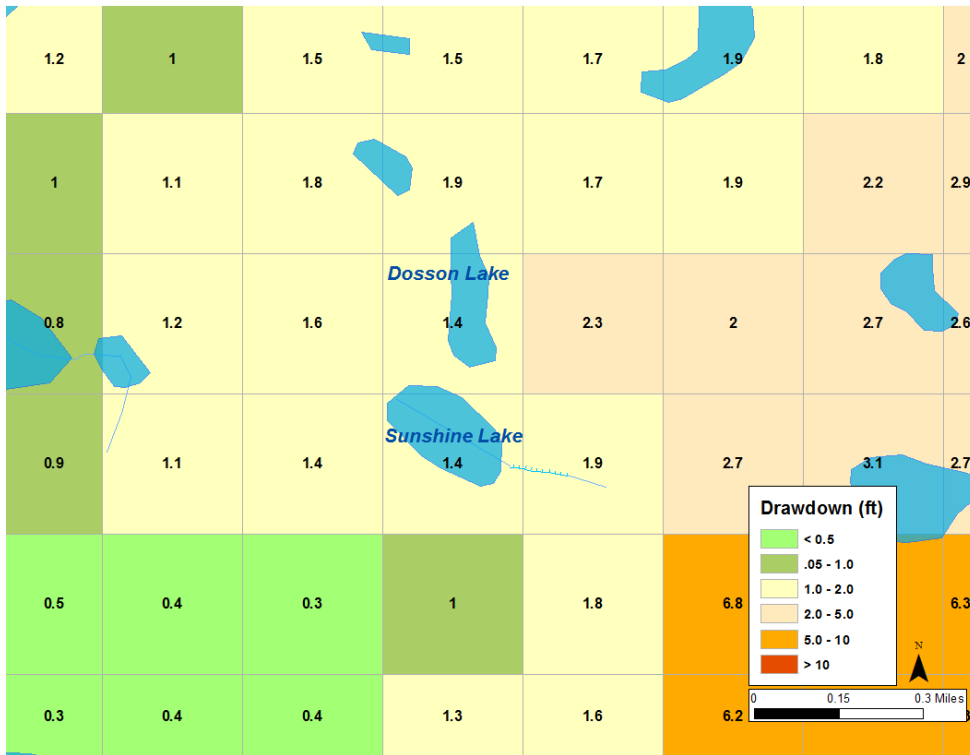 1.2 1 1.5 1.5 1.7 1.9 1.8 2
1 1.1 1.8 1.9 1.7 1.9 2.2 2.9
Dosson Lake
0.8 1.2 1.6 1.4 2.3 2 2.7 2.6
Sunshine Lake
0.9 1.1 1.4 1.4 1.9 2.7 3.1 2.7
Drawdown (ft)
< 0.5
.05 - 1.0
1.0 - 2.0
2.0 - 5.0
5.0 - 10
> 10
0.5 0.4 0.3 1 1.8 6.8 6.3
N
0 0.15 0.3 Miles
0.3 0.4 0.4 1.3 1.6 6.2